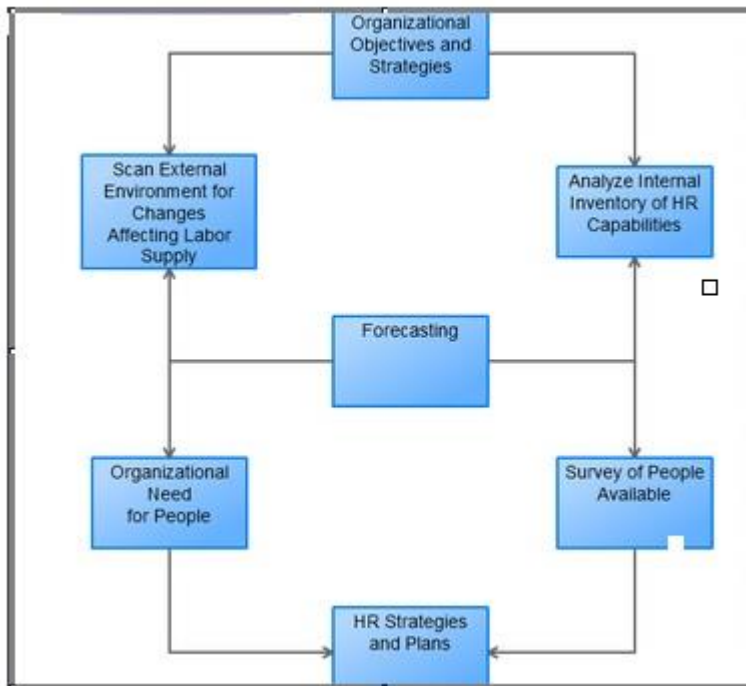 Organizational
Objectives and
Strategies
Scan External
Environment for
Changes
Affecting Labor
Supply
Analyze Internal
Inventory of HR
Capabilities
Forecasting
Organizational
Need
for People
Survey of People
Available
HR Strategies
and Plans